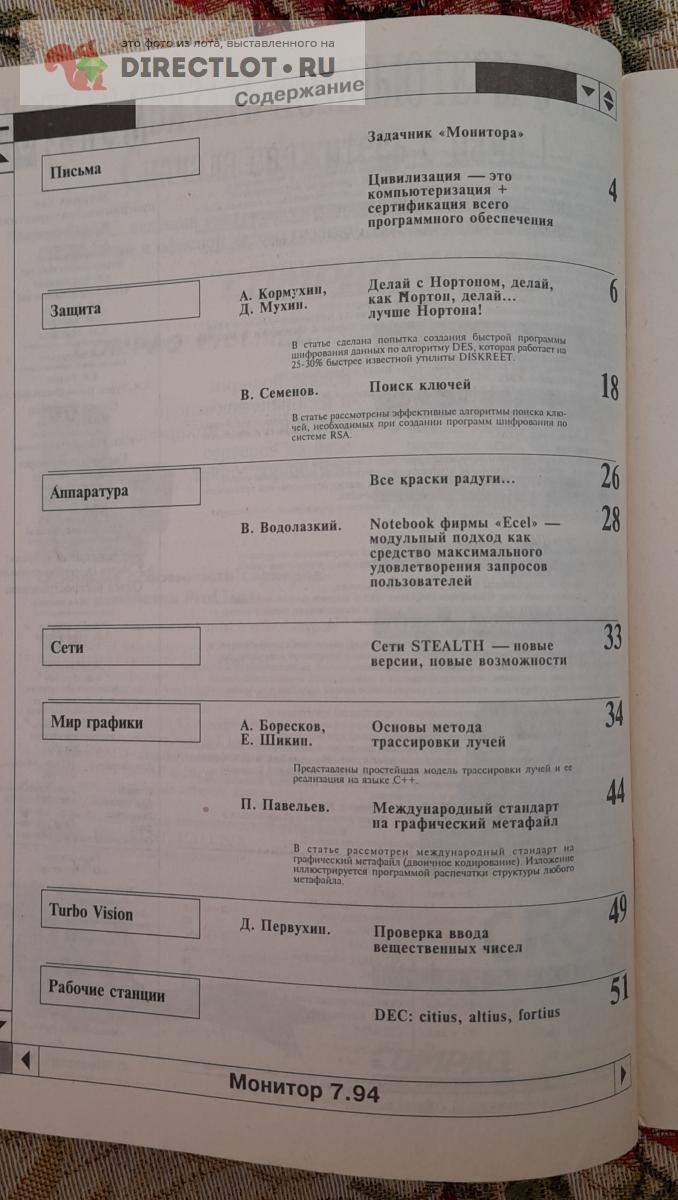 это фото из лота, выставленного на
DIRECTLOT.RU
Содержание
Задачник «Монитора»
Письма
Цивилизация — это
компьютеризация +
сертификация всего
программного обеспечения
4
Защита
А. Кормухин,
Д. Мухин.
Делай с Нортоном, делай,
как Нортон, делай...
лучше Нортона!
6
В статье сделана попытка создания быстрой программы
шифрования данных по алгоритму DES, которая работает на
25-30% быстрее известной утилиты DISKREET.
В. Семенов.
Поиск ключей
18
В статье рассмотрены эффективные алгоритмы поиска клю-
чей, необходимых при создании программ шифрования по
системе RSA.
Аппаратура
Все краски радуги...
26
В. Водолазкий.
Notebook фирмы «Ecel» —
модульный подход как
средство максимального
удовлетворения запросов
пользователей
28
Сети
Сети STEALTH — новые
версии, новые возможности
33
Мир графики
А. Боресков,
Е. Шикин.
Основы метода
трассировки лучей
34
Представлены простейшая модель трассировки лучей и ее
реализация на языке C++.
П. Павельев.
Международный стандарт
на графический метафайл
44
В статье рассмотрен международный стандарт на
графический метафайл (двоичное кодирование). Изложение
иллюстрируется программой распечатки структуры любого
метафайла.
Turbo Vision
Д. Первухин.
Проверка ввода
вещественных чисел
49
Рабочие станции
DEC: citius, altius, fortius
51
Монитор 7.94